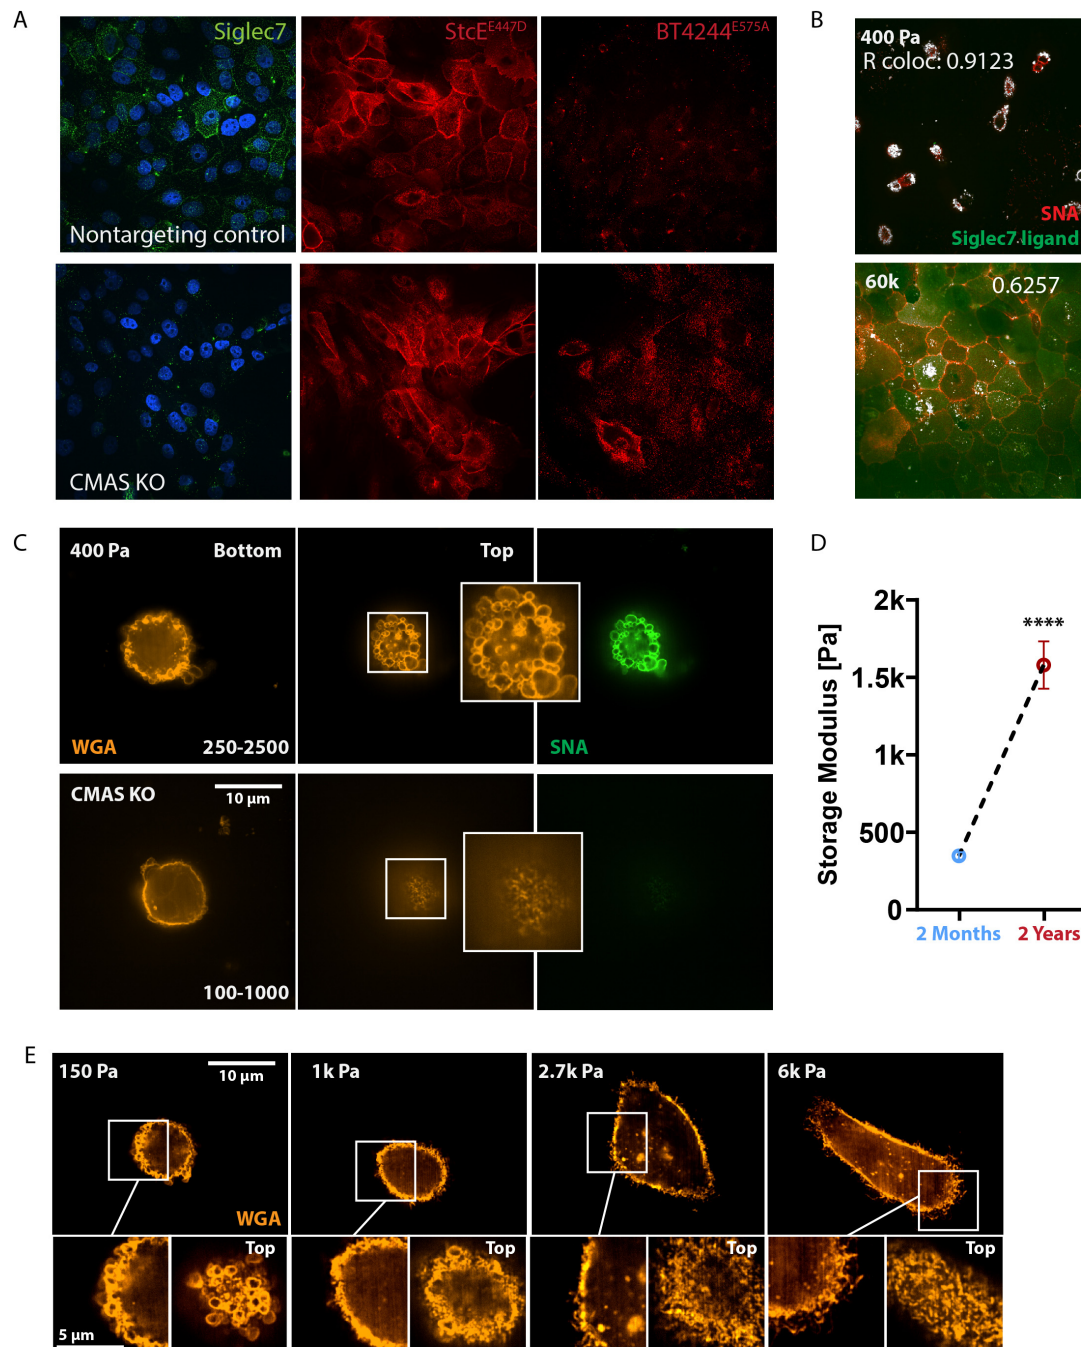 A
Siglec7
StcE^E447D
BT4244^E575A
Nontargeting control
CMAS KO
B
400 Pa
R coloc: 0.9123
SNA
Siglec7 ligand
60k
0.6257
C
400 Pa
Bottom
Top
WGA
250-2500
SNA
CMAS KO
10 µm
100-1000
D
Storage Modulus [Pa]
2k
1.5k
1k
500
0
****
2 Months
2 Years
E
150 Pa
10 µm
WGA
1k Pa
2.7k Pa
6k Pa
Top
Top
Top
Top
5 µm